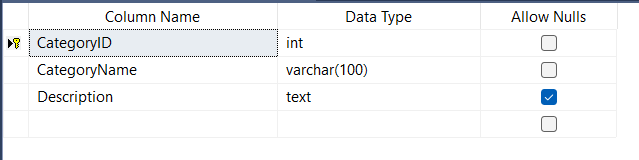 Column Name Data Type Allow Nulls
CategoryID int
CategoryName varchar(100)
Description text